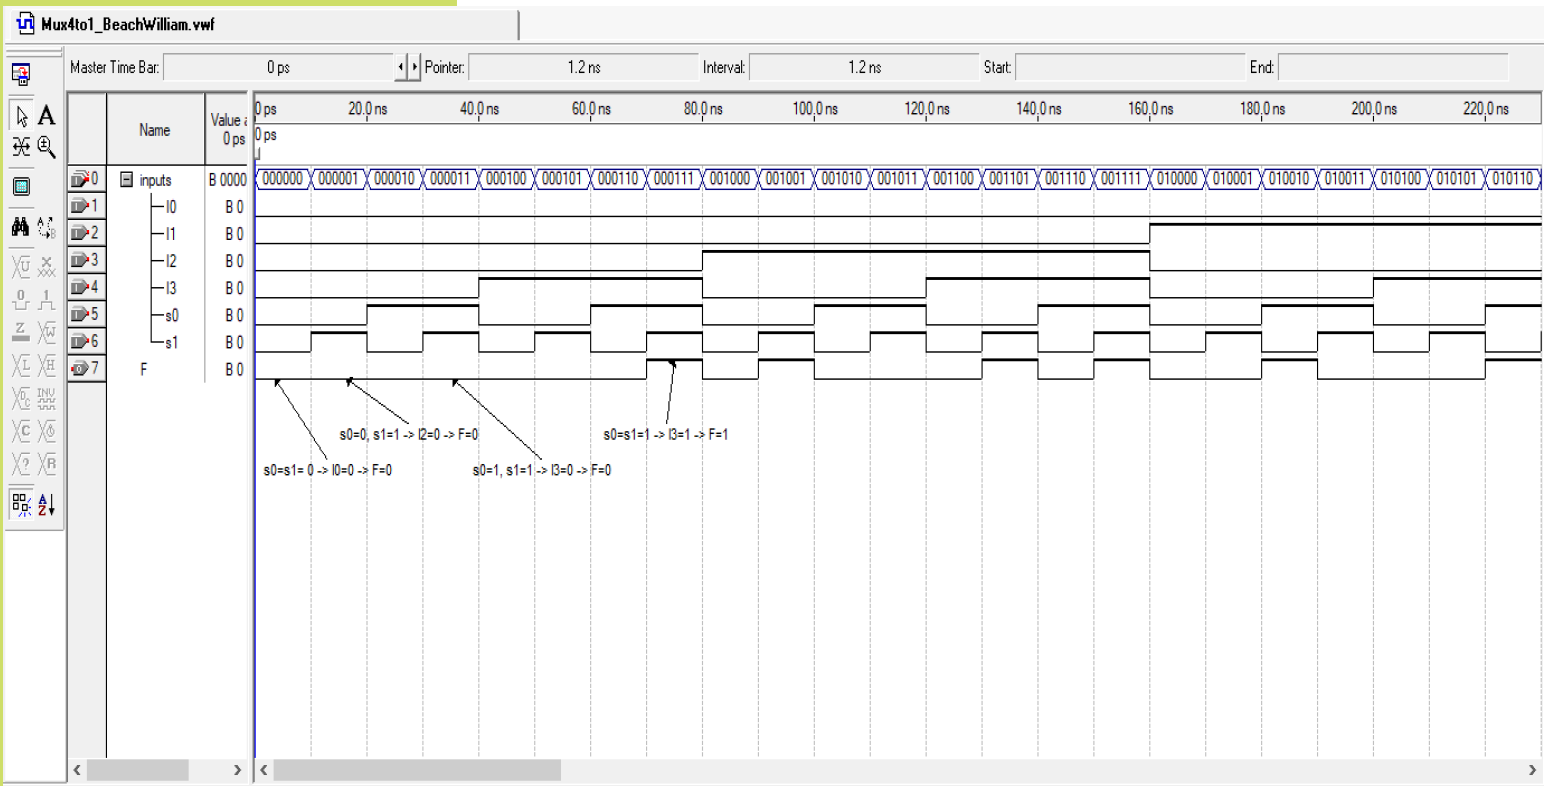 Mux4to1_BeachWilliam.vwf
Master Time Bar: 0 ps Pointer: 1.2 ns Interval: 1.2 ns Start: End:
Name Value a 0 ps
0 ps 20.0 ns 40.0 ns 60.0 ns 80.0 ns 100.0 ns 120.0 ns 140.0 ns 160.0 ns 180.0 ns 200.0 ns 220.0 ns
0 ps
0 inputs B 0000 000000 000001 000010 000011 000100 000101 000110 000111 001000 001001 001010 001011 001100 001101 001110 001111 010000 010001 010010 010011 010100 010101 010110
1 I0 B 0
2 I1 B 0
3 I2 B 0
4 I3 B 0
5 s0 B 0
6 s1 B 0
7 F B 0
s0=0, s1=1 -> I2=0 -> F=0 s0=s1=1 -> I3=1 -> F=1
s0=s1= 0 -> I0=0 -> F=0 s0=1, s1=1 -> I3=0 -> F=0